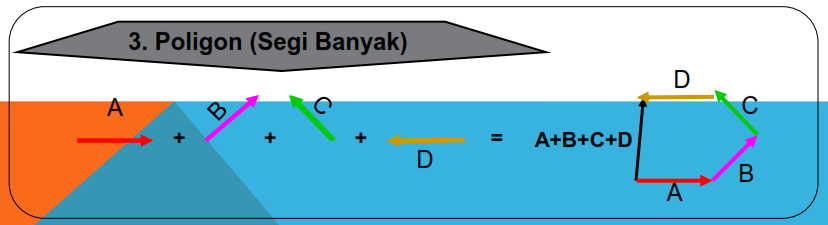 3. Poligon (Segi Banyak)
A + B + C + D = A+B+C+D
D
C
B
A